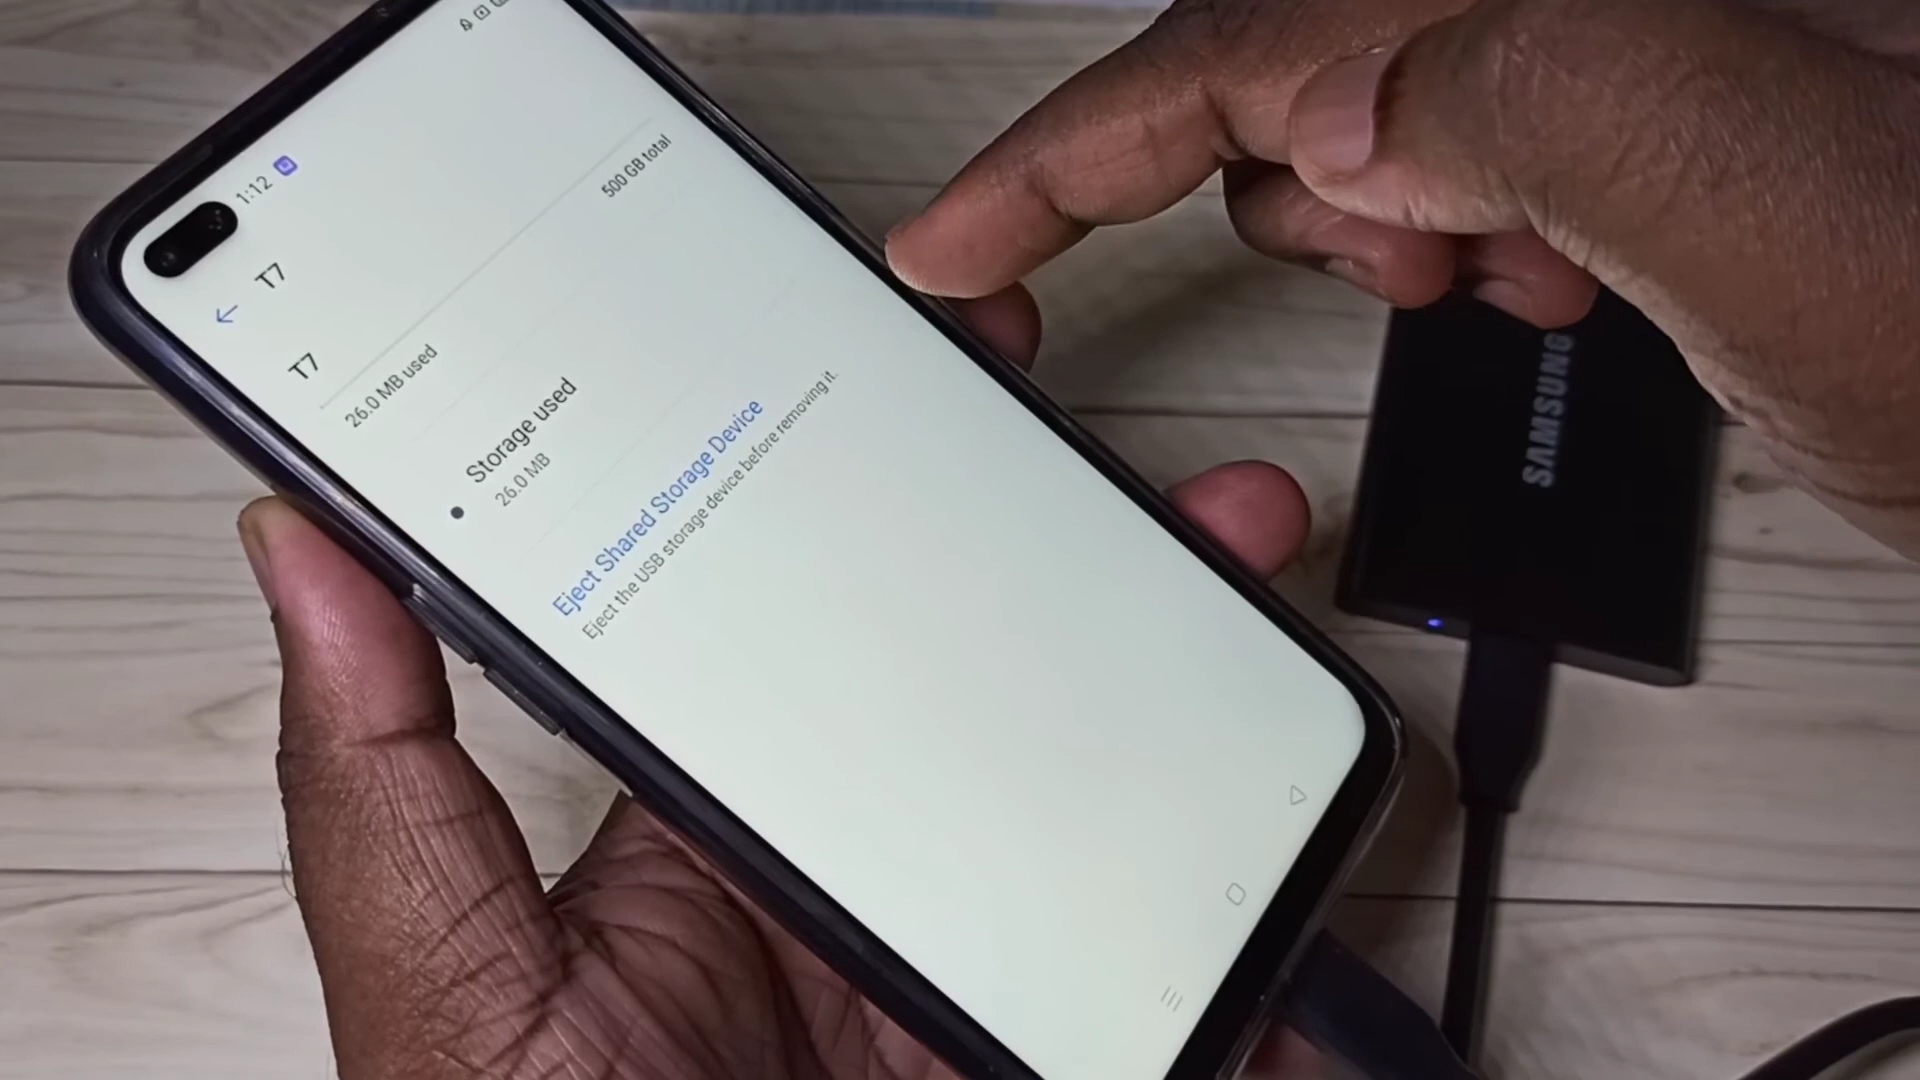 1:12
T7
T7
26.0 MB used
500 GB total
Storage used
26.0 MB
Eject Shared Storage Device
Eject the USB storage device before removing it.
SAMSUNG